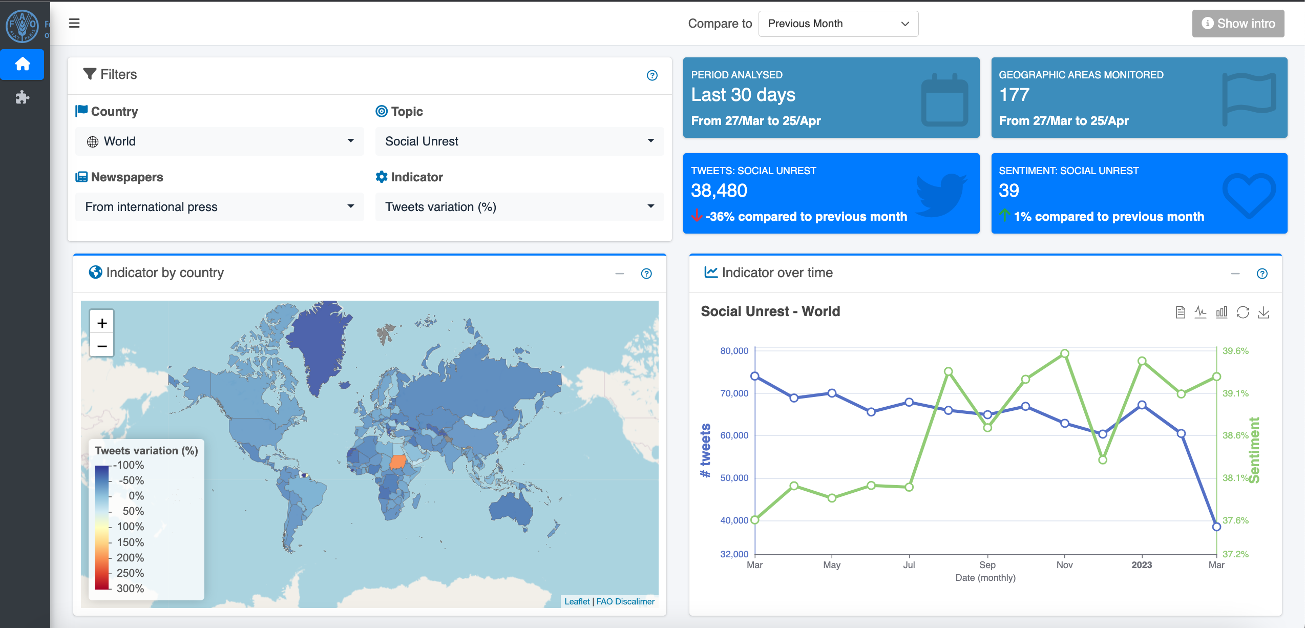 FAO
Compare to
Previous Month
Show intro
Filters
Country
Topic
World
Social Unrest
Newspapers
Indicator
From international press
Tweets variation (%)
PERIOD ANALYSED
Last 30 days
From 27/Mar to 25/Apr
GEOGRAPHIC AREAS MONITORED
177
From 27/Mar to 25/Apr
TWEETS: SOCIAL UNREST
38,480
-36% compared to previous month
SENTIMENT: SOCIAL UNREST
39
1% compared to previous month
Indicator by country
+
−
Tweets variation (%)
-100%
-50%
0%
50%
100%
150%
200%
250%
300%
Leaflet | FAO Discalimer
Indicator over time
Social Unrest - World
80,000
70,000
60,000
50,000
40,000
32,000
# tweets
39.6%
39.1%
38.6%
38.1%
37.6%
37.2%
Sentiment
Mar May Jul Sep Nov 2023 Mar
Date (monthly)